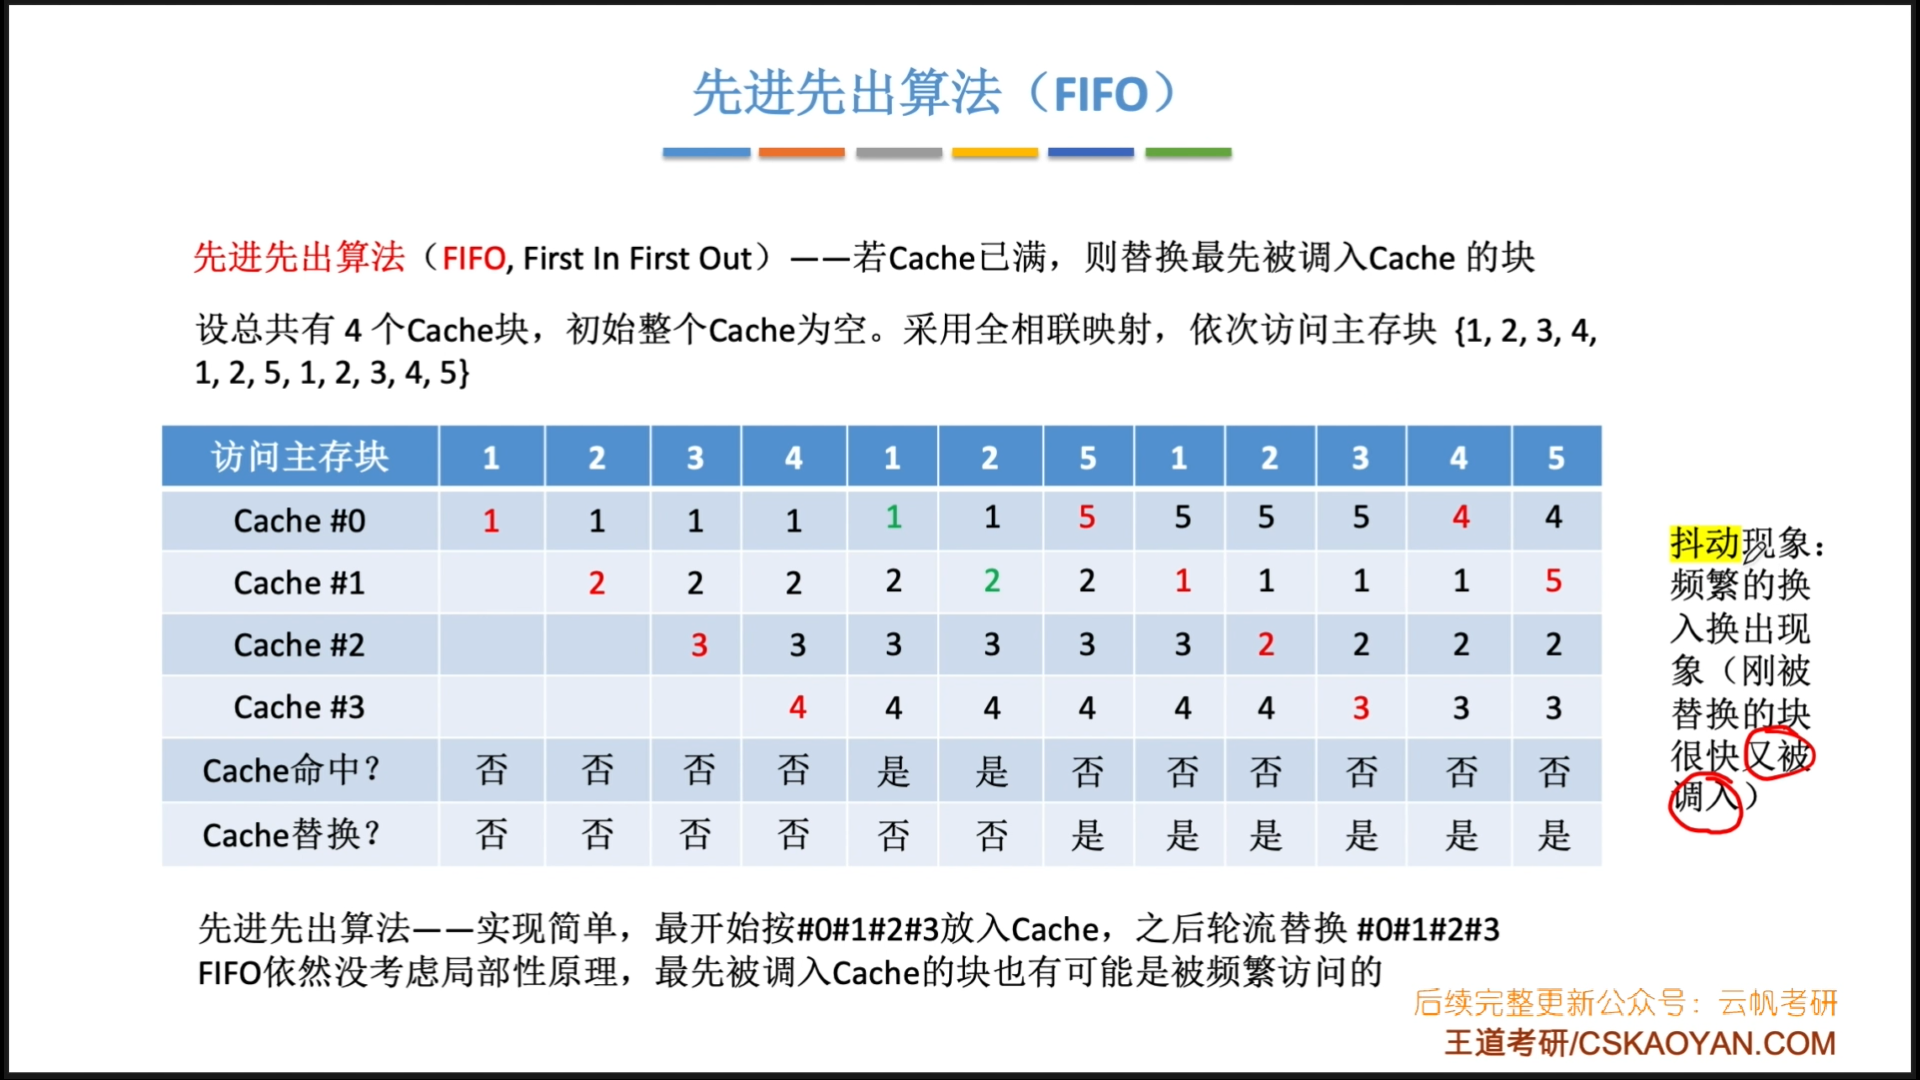 先进先出算法（FIFO）
先进先出算法（FIFO, First In First Out）——若Cache已满，则替换最先被调入Cache 的块
设总共有 4 个Cache块，初始整个Cache为空。采用全相联映射，依次访问主存块 {1, 2, 3, 4,
1, 2, 5, 1, 2, 3, 4, 5}
访问主存块 1 2 3 4 1 2 5 1 2 3 4 5
Cache #0 1 1 1 1 1 1 5 5 5 5 4 4
Cache #1 2 2 2 2 2 2 1 1 1 1 5
Cache #2 3 3 3 3 3 3 2 2 2 2
Cache #3 4 4 4 4 4 4 3 3 3
Cache命中？ 否 否 否 否 是 是 否 否 否 否 否 否
Cache替换？ 否 否 否 否 否 否 是 是 是 是 是 是
抖动现象：
频繁的换
入换出现
象（刚被
替换的块
很快又被
调入）
先进先出算法——实现简单，最开始按#0#1#2#3放入Cache，之后轮流替换 #0#1#2#3
FIFO依然没考虑局部性原理，最先被调入Cache的块也有可能是被频繁访问的
后续完整更新公众号：云帆考研
王道考研/CSKAOYAN.COM